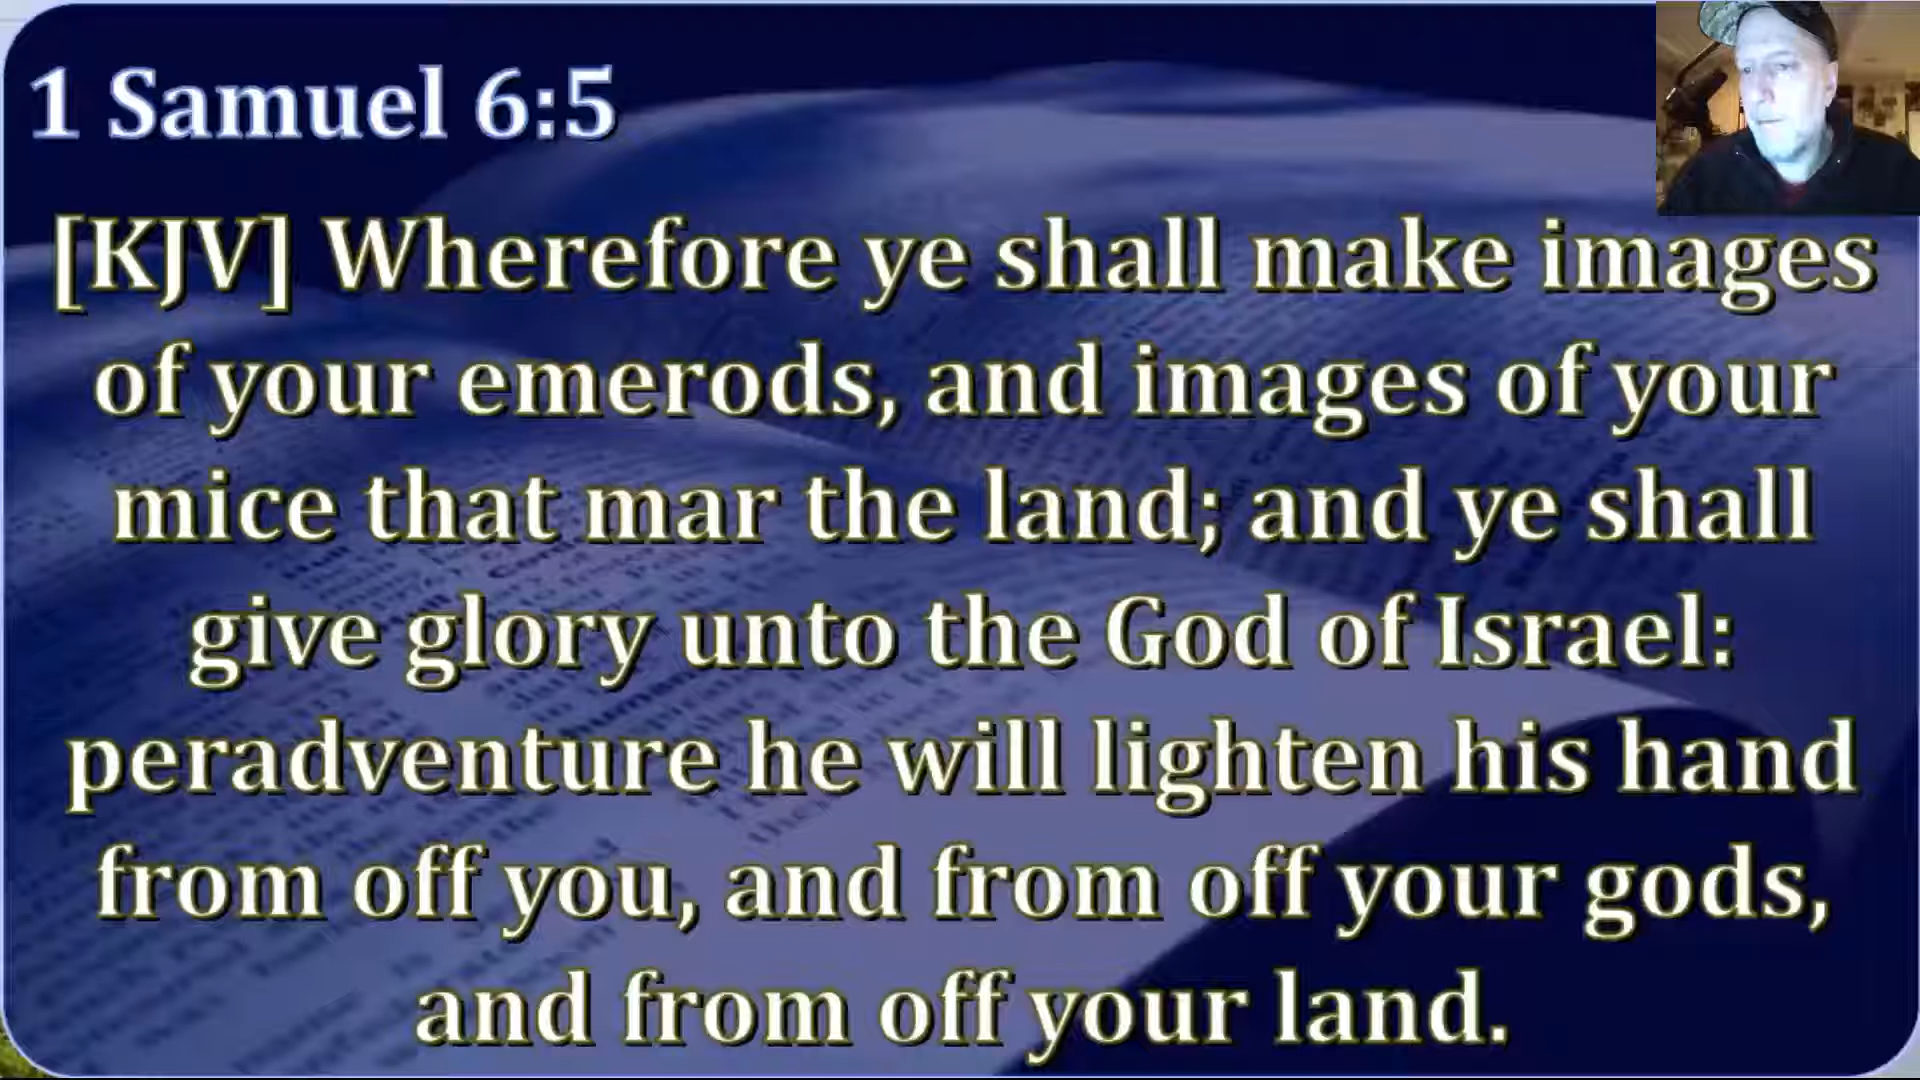 1 Samuel 6:5
[KJV] Wherefore ye shall make images
of your emerods, and images of your
mice that mar the land; and ye shall
give glory unto the God of Israel:
peradventure he will lighten his hand
from off you, and from off your gods,
and from off your land.